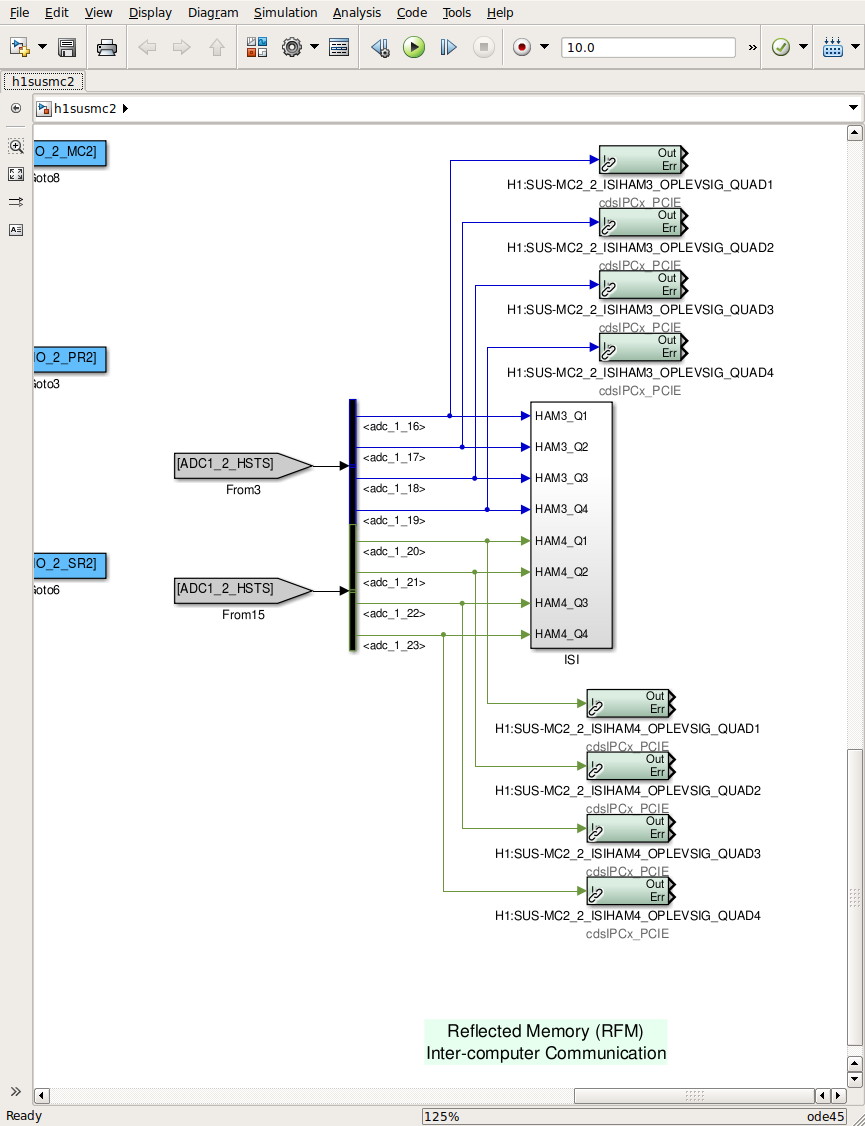 File Edit View Display Diagram Simulation Analysis Code Tools Help
10.0
»
h1susmc2
h1susmc2
O_2_MC2]
Goto8
Out
Err
H1:SUS-MC2_2_ISIHAM3_OPLEVSIG_QUAD1
cdsIPCx_PCIE
Out
Err
H1:SUS-MC2_2_ISIHAM3_OPLEVSIG_QUAD2
cdsIPCx_PCIE
Out
Err
H1:SUS-MC2_2_ISIHAM3_OPLEVSIG_QUAD3
cdsIPCx_PCIE
Out
Err
H1:SUS-MC2_2_ISIHAM3_OPLEVSIG_QUAD4
cdsIPCx_PCIE
O_2_PR2]
Goto3
[ADC1_2_HSTS]
From3
<adc_1_16>
<adc_1_17>
<adc_1_18>
<adc_1_19>
<adc_1_20>
<adc_1_21>
<adc_1_22>
<adc_1_23>
HAM3_Q1
HAM3_Q2
HAM3_Q3
HAM3_Q4
HAM4_Q1
HAM4_Q2
HAM4_Q3
HAM4_Q4
ISI
O_2_SR2]
Goto6
[ADC1_2_HSTS]
From15
Out
Err
H1:SUS-MC2_2_ISIHAM4_OPLEVSIG_QUAD1
cdsIPCx_PCIE
Out
Err
H1:SUS-MC2_2_ISIHAM4_OPLEVSIG_QUAD2
cdsIPCx_PCIE
Out
Err
H1:SUS-MC2_2_ISIHAM4_OPLEVSIG_QUAD3
cdsIPCx_PCIE
Out
Err
H1:SUS-MC2_2_ISIHAM4_OPLEVSIG_QUAD4
cdsIPCx_PCIE
Reflected Memory (RFM)
Inter-computer Communication
Ready 125% ode45